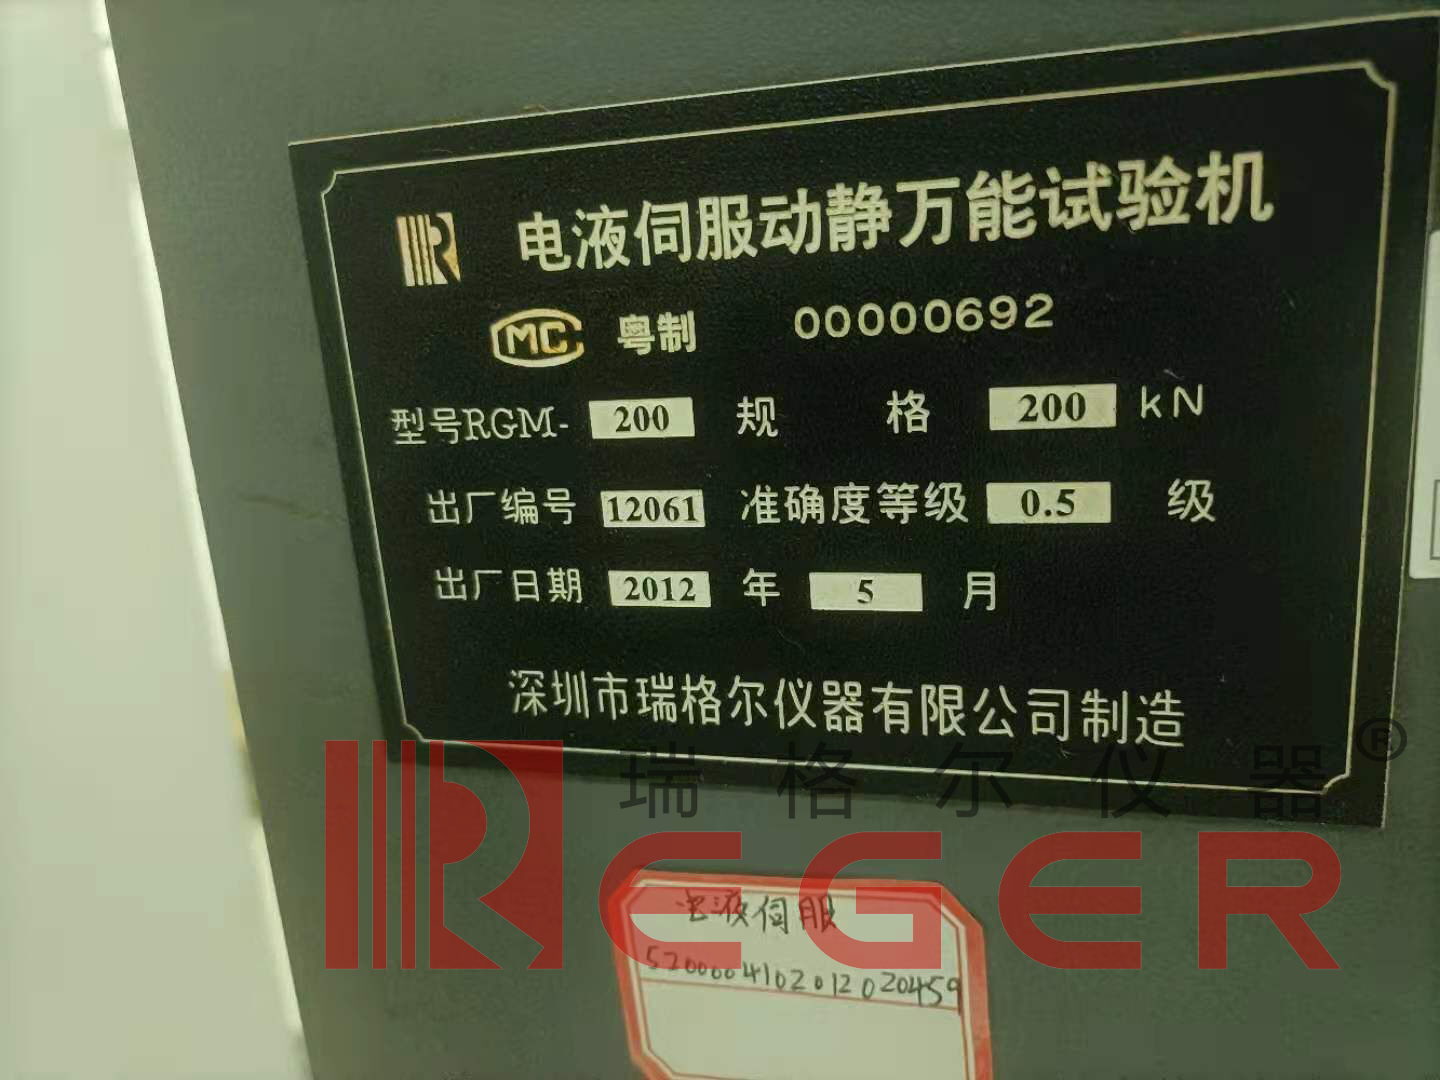 电液伺服动静万能试验机
MC 粤制 00000692
型号RGM- 200 规 格 200 kN
出厂编号 12061 准确度等级 0.5 级
出厂日期 2012 年 5 月
深圳市瑞格尔仪器有限公司制造
瑞格尔仪器®
REGER
电液伺服
5200004102012020459